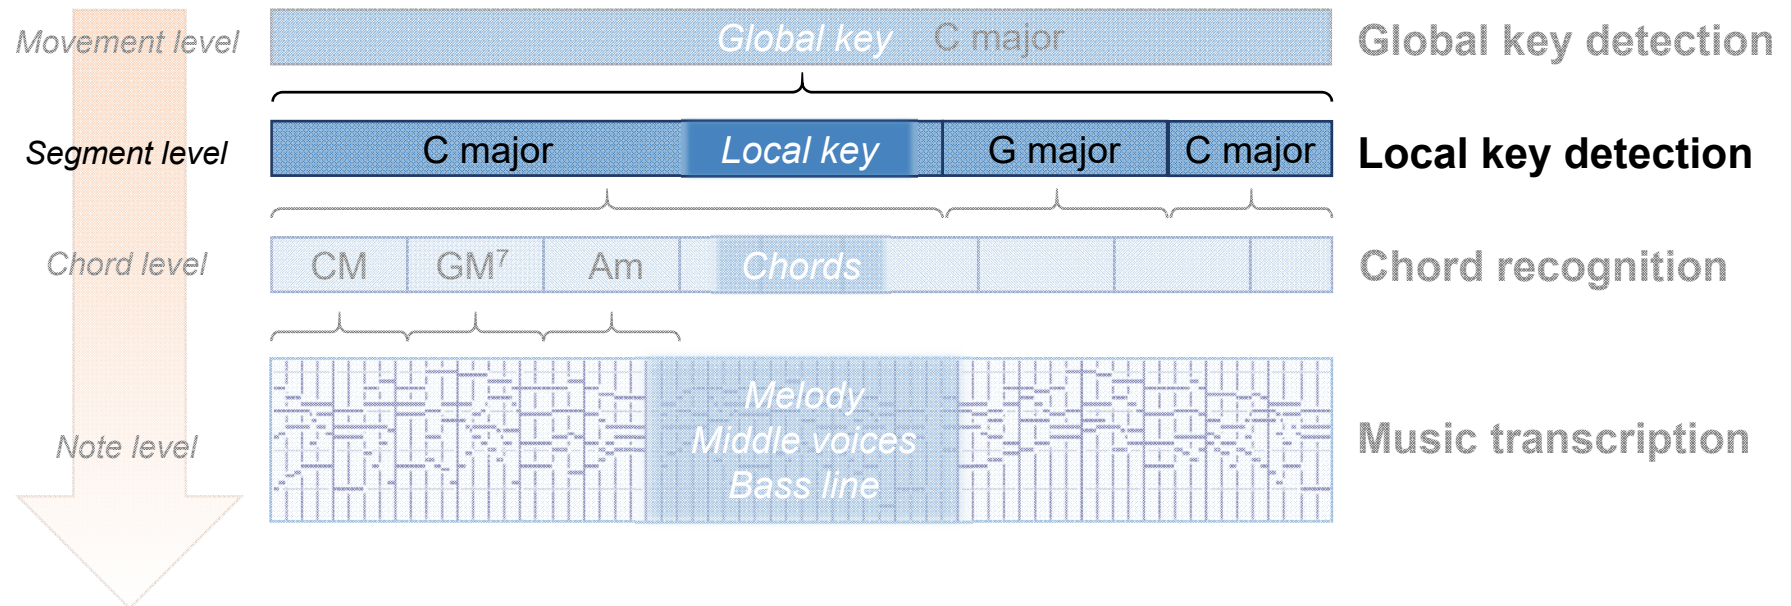 Movement level Global key C major Global key detection
Segment level C major Local key G major C major Local key detection
Chord level CM GM⁷ Am Chords Chord recognition
Melody
Note level Middle voices Music transcription
Bass line